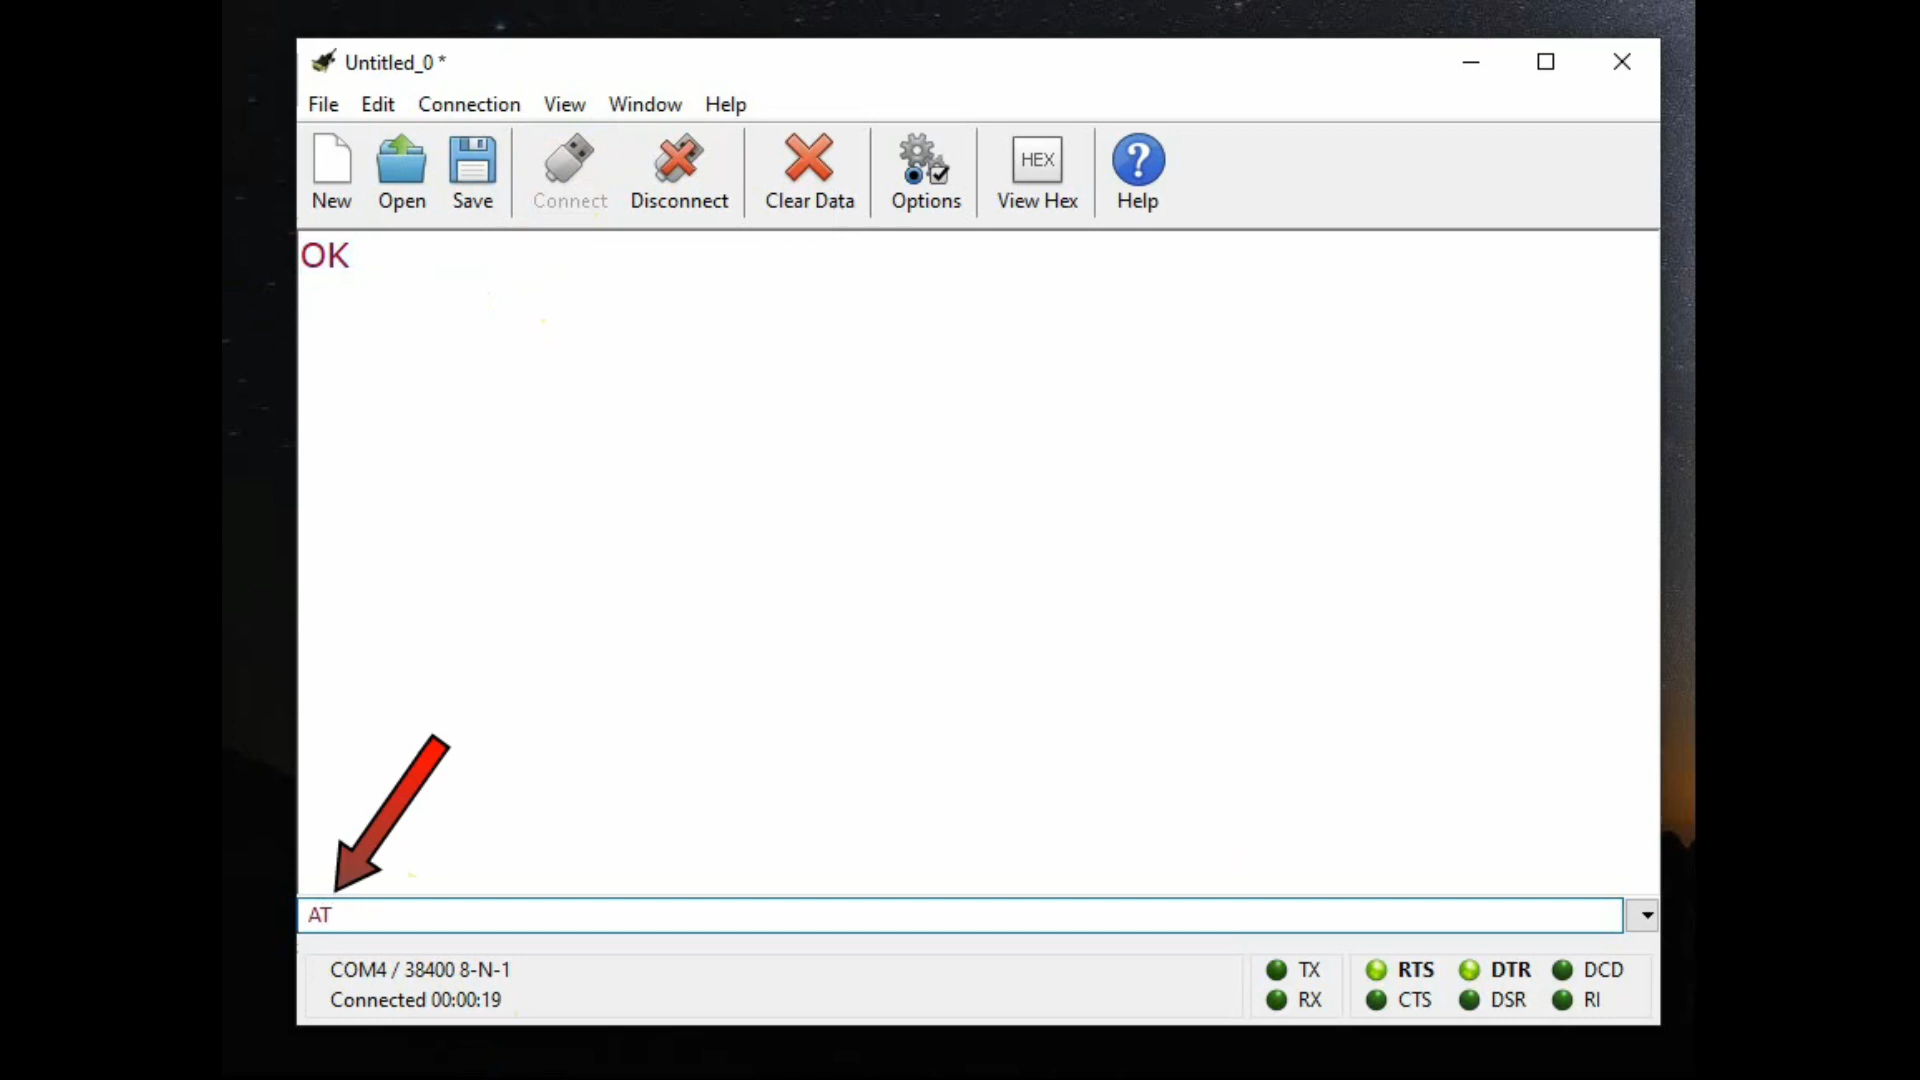 Untitled_0 *
File Edit Connection View Window Help
HEX
New Open Save Connect Disconnect Clear Data Options View Hex Help
OK
AT
COM4 / 38400 8-N-1
Connected 00:00:19
TX RTS DTR DCD
RX CTS DSR RI